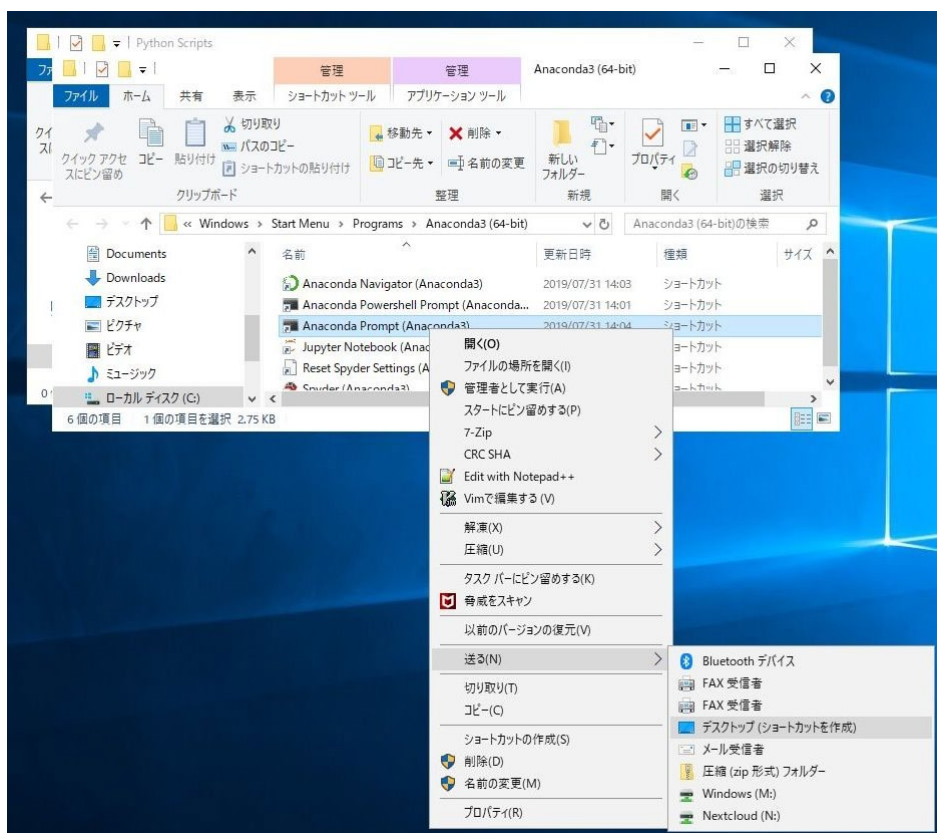 Python Scripts
管理
管理
Anaconda3 (64-bit)
ファイル
ホーム
共有
表示
ショートカット ツール
アプリケーション ツール
クイック アクセ
スにピン留め
コピー
貼り付け
切り取り
パスのコピー
ショートカットの貼り付け
クリップボード
移動先
コピー先
削除
名前の変更
整理
新しい
フォルダー
新規
プロパティ
開く
すべて選択
選択解除
選択の切り替え
選択
« Windows › Start Menu › Programs › Anaconda3 (64-bit)
Anaconda3 (64-bit)の検索
Documents
Downloads
デスクトップ
ピクチャ
ビデオ
ミュージック
ローカル ディスク (C:)
名前 更新日時 種類 サイズ
Anaconda Navigator (Anaconda3) 2019/07/31 14:03 ショートカット
Anaconda Powershell Prompt (Anaconda... 2019/07/31 14:01 ショートカット
Anaconda Prompt (Anaconda3) 2019/07/31 14:04 ショートカット
Jupyter Notebook (Anac ショートカット
Reset Spyder Settings (A ショートカット
Spyder (Anaconda3) ショートカット
6 個の項目 1 個の項目を選択 2.75 KB
開く(O)
ファイルの場所を開く(I)
管理者として実行(A)
スタートにピン留めする(P)
7-Zip
CRC SHA
Edit with Notepad++
Vimで編集する (V)
解凍(X)
圧縮(U)
タスク バーにピン留めする(K)
脅威をスキャン
以前のバージョンの復元(V)
送る(N)
切り取り(T)
コピー(C)
ショートカットの作成(S)
削除(D)
名前の変更(M)
プロパティ(R)
Bluetooth デバイス
FAX 受信者
FAX 受信者
デスクトップ (ショートカットを作成)
メール受信者
圧縮 (zip 形式) フォルダー
Windows (M:)
Nextcloud (N:)